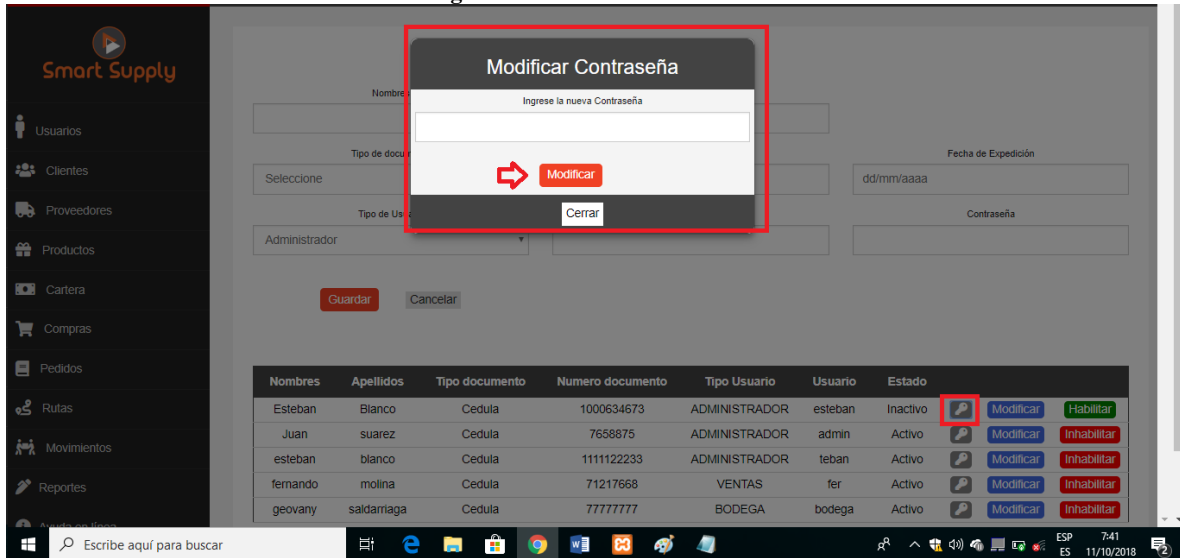 Smart Supply
Usuarios
Clientes
Proveedores
Productos
Cartera
Compras
Pedidos
Rutas
Movimientos
Reportes
Modificar Contraseña
Ingrese la nueva Contraseña
Modificar
Cerrar
Nombres
Tipo de docu
Fecha de Expedición
Seleccione
dd/mm/aaaa
Tipo de Us
Contraseña
Administrador
Guardar Cancelar
Nombres Apellidos Tipo documento Numero documento Tipo Usuario Usuario Estado
Esteban Blanco Cedula 1000634673 ADMINISTRADOR esteban Inactivo Modificar Habilitar
Juan suarez Cedula 7658875 ADMINISTRADOR admin Activo Modificar Inhabilitar
esteban blanco Cedula 1111122233 ADMINISTRADOR teban Activo Modificar Inhabilitar
fernando molina Cedula 71217668 VENTAS fer Activo Modificar Inhabilitar
geovany saldarriaga Cedula 77777777 BODEGA bodega Activo Modificar Inhabilitar
Escribe aquí para buscar
ESP 7:41
ES 11/10/2018
2